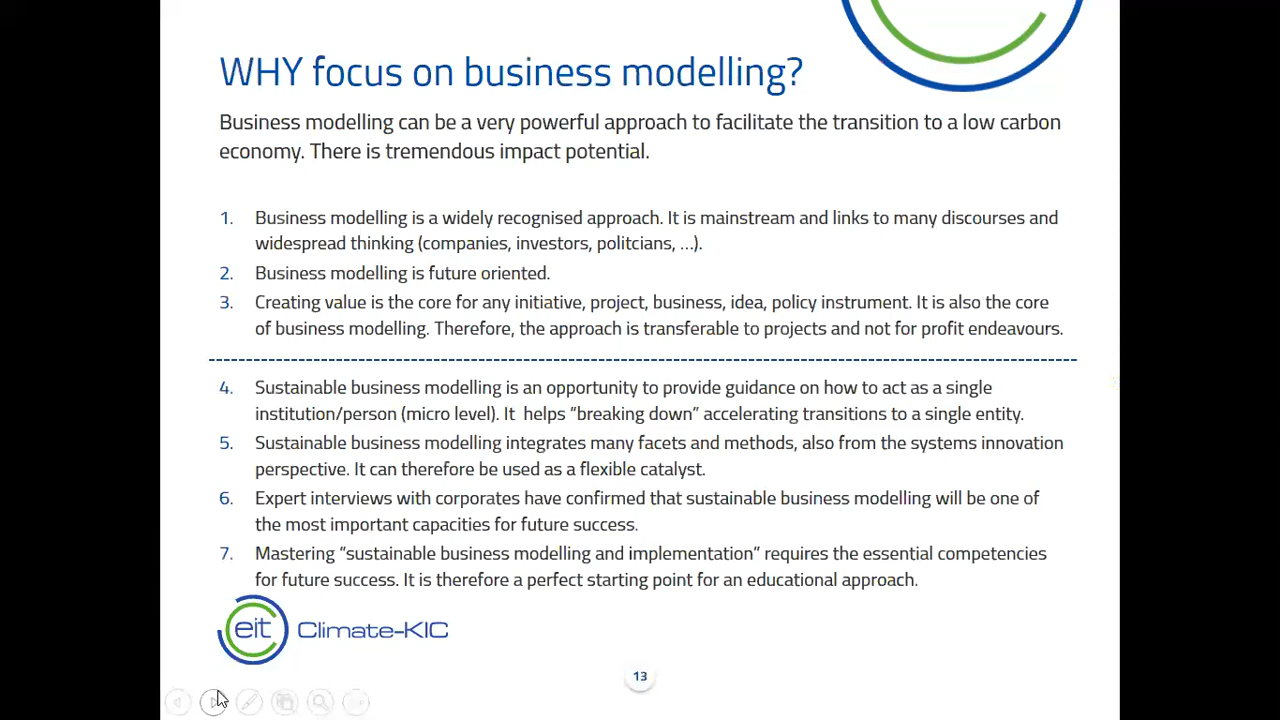 WHY focus on business modelling?
Business modelling can be a very powerful approach to facilitate the transition to a low carbon
economy. There is tremendous impact potential.
1. Business modelling is a widely recognised approach. It is mainstream and links to many discourses and
widespread thinking (companies, investors, politcians, ...).
2. Business modelling is future oriented.
3. Creating value is the core for any initiative, project, business, idea, policy instrument. It is also the core
of business modelling. Therefore, the approach is transferable to projects and not for profit endeavours.
4. Sustainable business modelling is an opportunity to provide guidance on how to act as a single
institution/person (micro level). It  helps “breaking down” accelerating transitions to a single entity.
5. Sustainable business modelling integrates many facets and methods, also from the systems innovation
perspective. It can therefore be used as a flexible catalyst.
6. Expert interviews with corporates have confirmed that sustainable business modelling will be one of
the most important capacities for future success.
7. Mastering “sustainable business modelling and implementation” requires the essential competencies
for future success. It is therefore a perfect starting point for an educational approach.
eit Climate-KIC
13